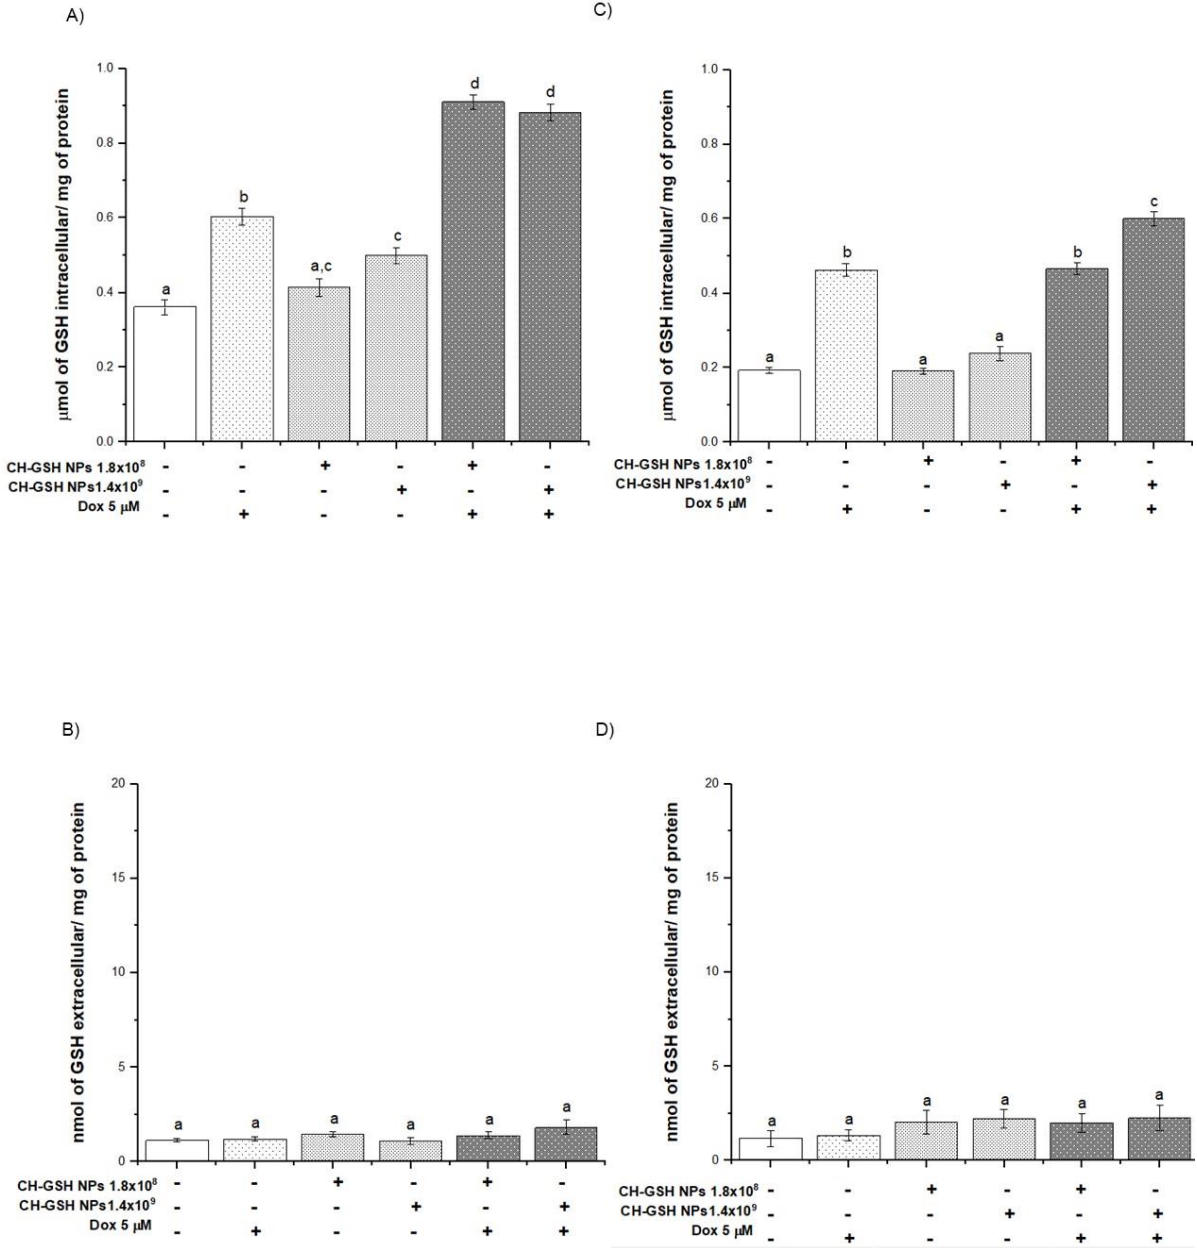 A)
μmol of GSH intracellular/ mg of protein
1.0
0.8
0.6
0.4
0.2
0.0
a
b
a,c
c
d
d
CH-GSH NPs 1.8x10⁸ - - + - + -
CH-GSH NPs1.4x10⁹ - - - + - +
Dox 5 μM - + - - + +
C)
μmol of GSH intracellular/ mg of protein
1.0
0.8
0.6
0.4
0.2
0.0
a
b
a
a
b
c
CH-GSH NPs 1.8x10⁸ - - + - + -
CH-GSH NPs1.4x10⁹ - - - + - +
Dox 5 μM - + - - + +
B)
nmol of GSH extracellular/ mg of protein
20
15
10
5
0
a
a
a
a
a
a
CH-GSH NPs 1.8x10⁸ - - + - + -
CH-GSH NPs1.4x10⁹ - - - + - +
Dox 5 μM - + - - + +
D)
nmol of GSH extracellular/ mg of protein
20
15
10
5
0
a
a
a
a
a
a
CH-GSH NPs 1.8x10⁸ - - + - + -
CH-GSH NPs1.4x10⁹ - - - + - +
Dox 5 μM - + - - + +